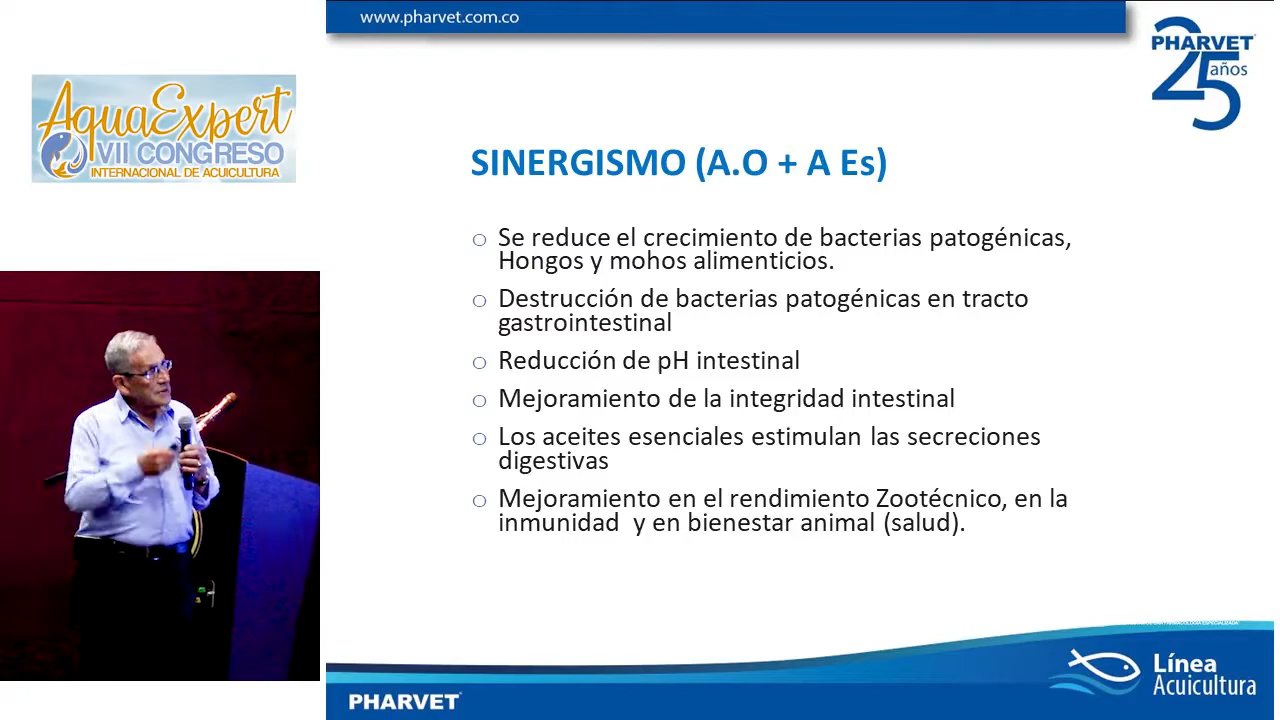 www.pharvet.com.co
PHARVET
25
años
AquaExpert
VII CONGRESO
INTERNACIONAL DE ACUICULTURA
SINERGISMO (A.O + A Es)
Se reduce el crecimiento de bacterias patogénicas,
Hongos y mohos alimenticios.
Destrucción de bacterias patogénicas en tracto
gastrointestinal
Reducción de pH intestinal
Mejoramiento de la integridad intestinal
Los aceites esenciales estimulan las secreciones
digestivas
Mejoramiento en el rendimiento Zootécnico, en la
inmunidad y en bienestar animal (salud).
Línea
Acuicultura
PHARVET